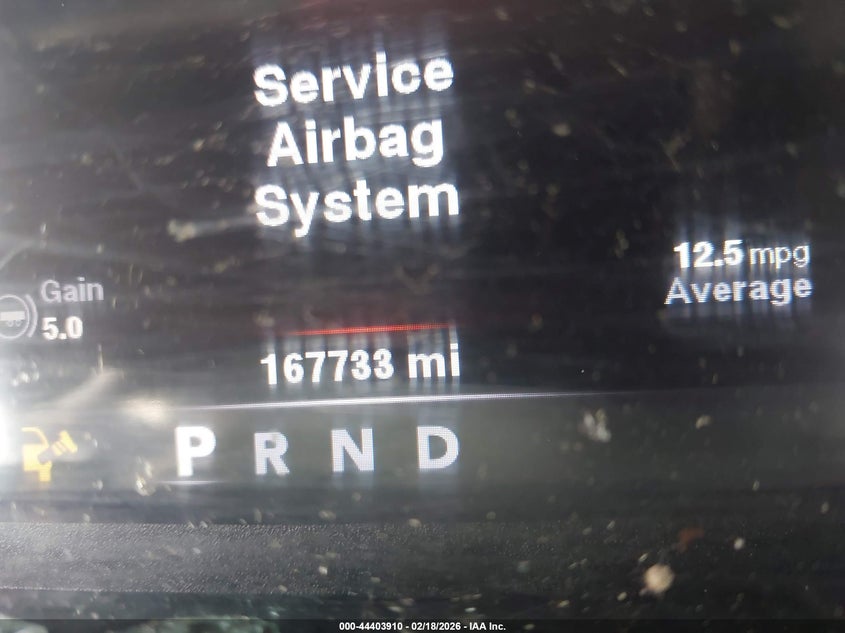 Service
Airbag
System
12.5 mpg
Average
Gain
5.0
167733 mi
P R N D
000-44403910 - 02/18/2026 - IAA Inc.